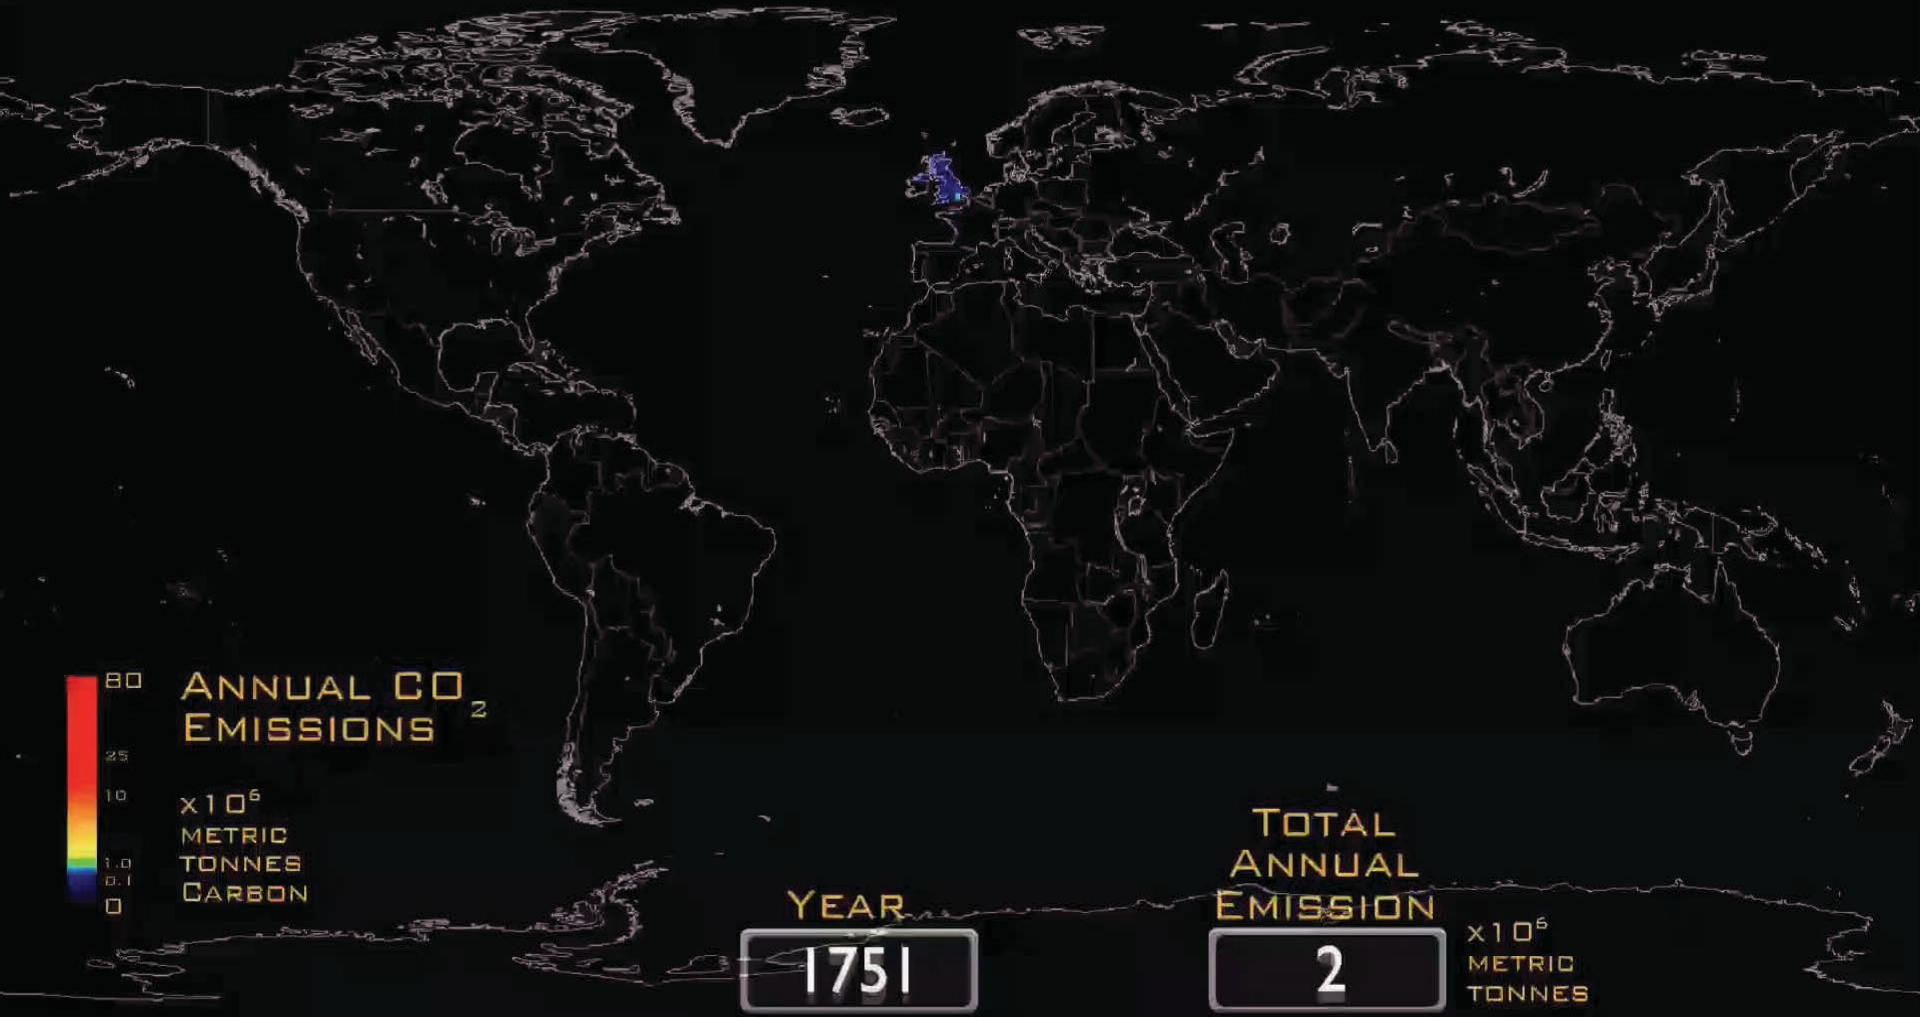 80
25
10
1.0
0.1
0
ANNUAL CO₂
EMISSIONS
x10⁶
METRIC
TONNES
CARBON
YEAR
1751
TOTAL
ANNUAL
EMISSION
2
x10⁶
METRIC
TONNES